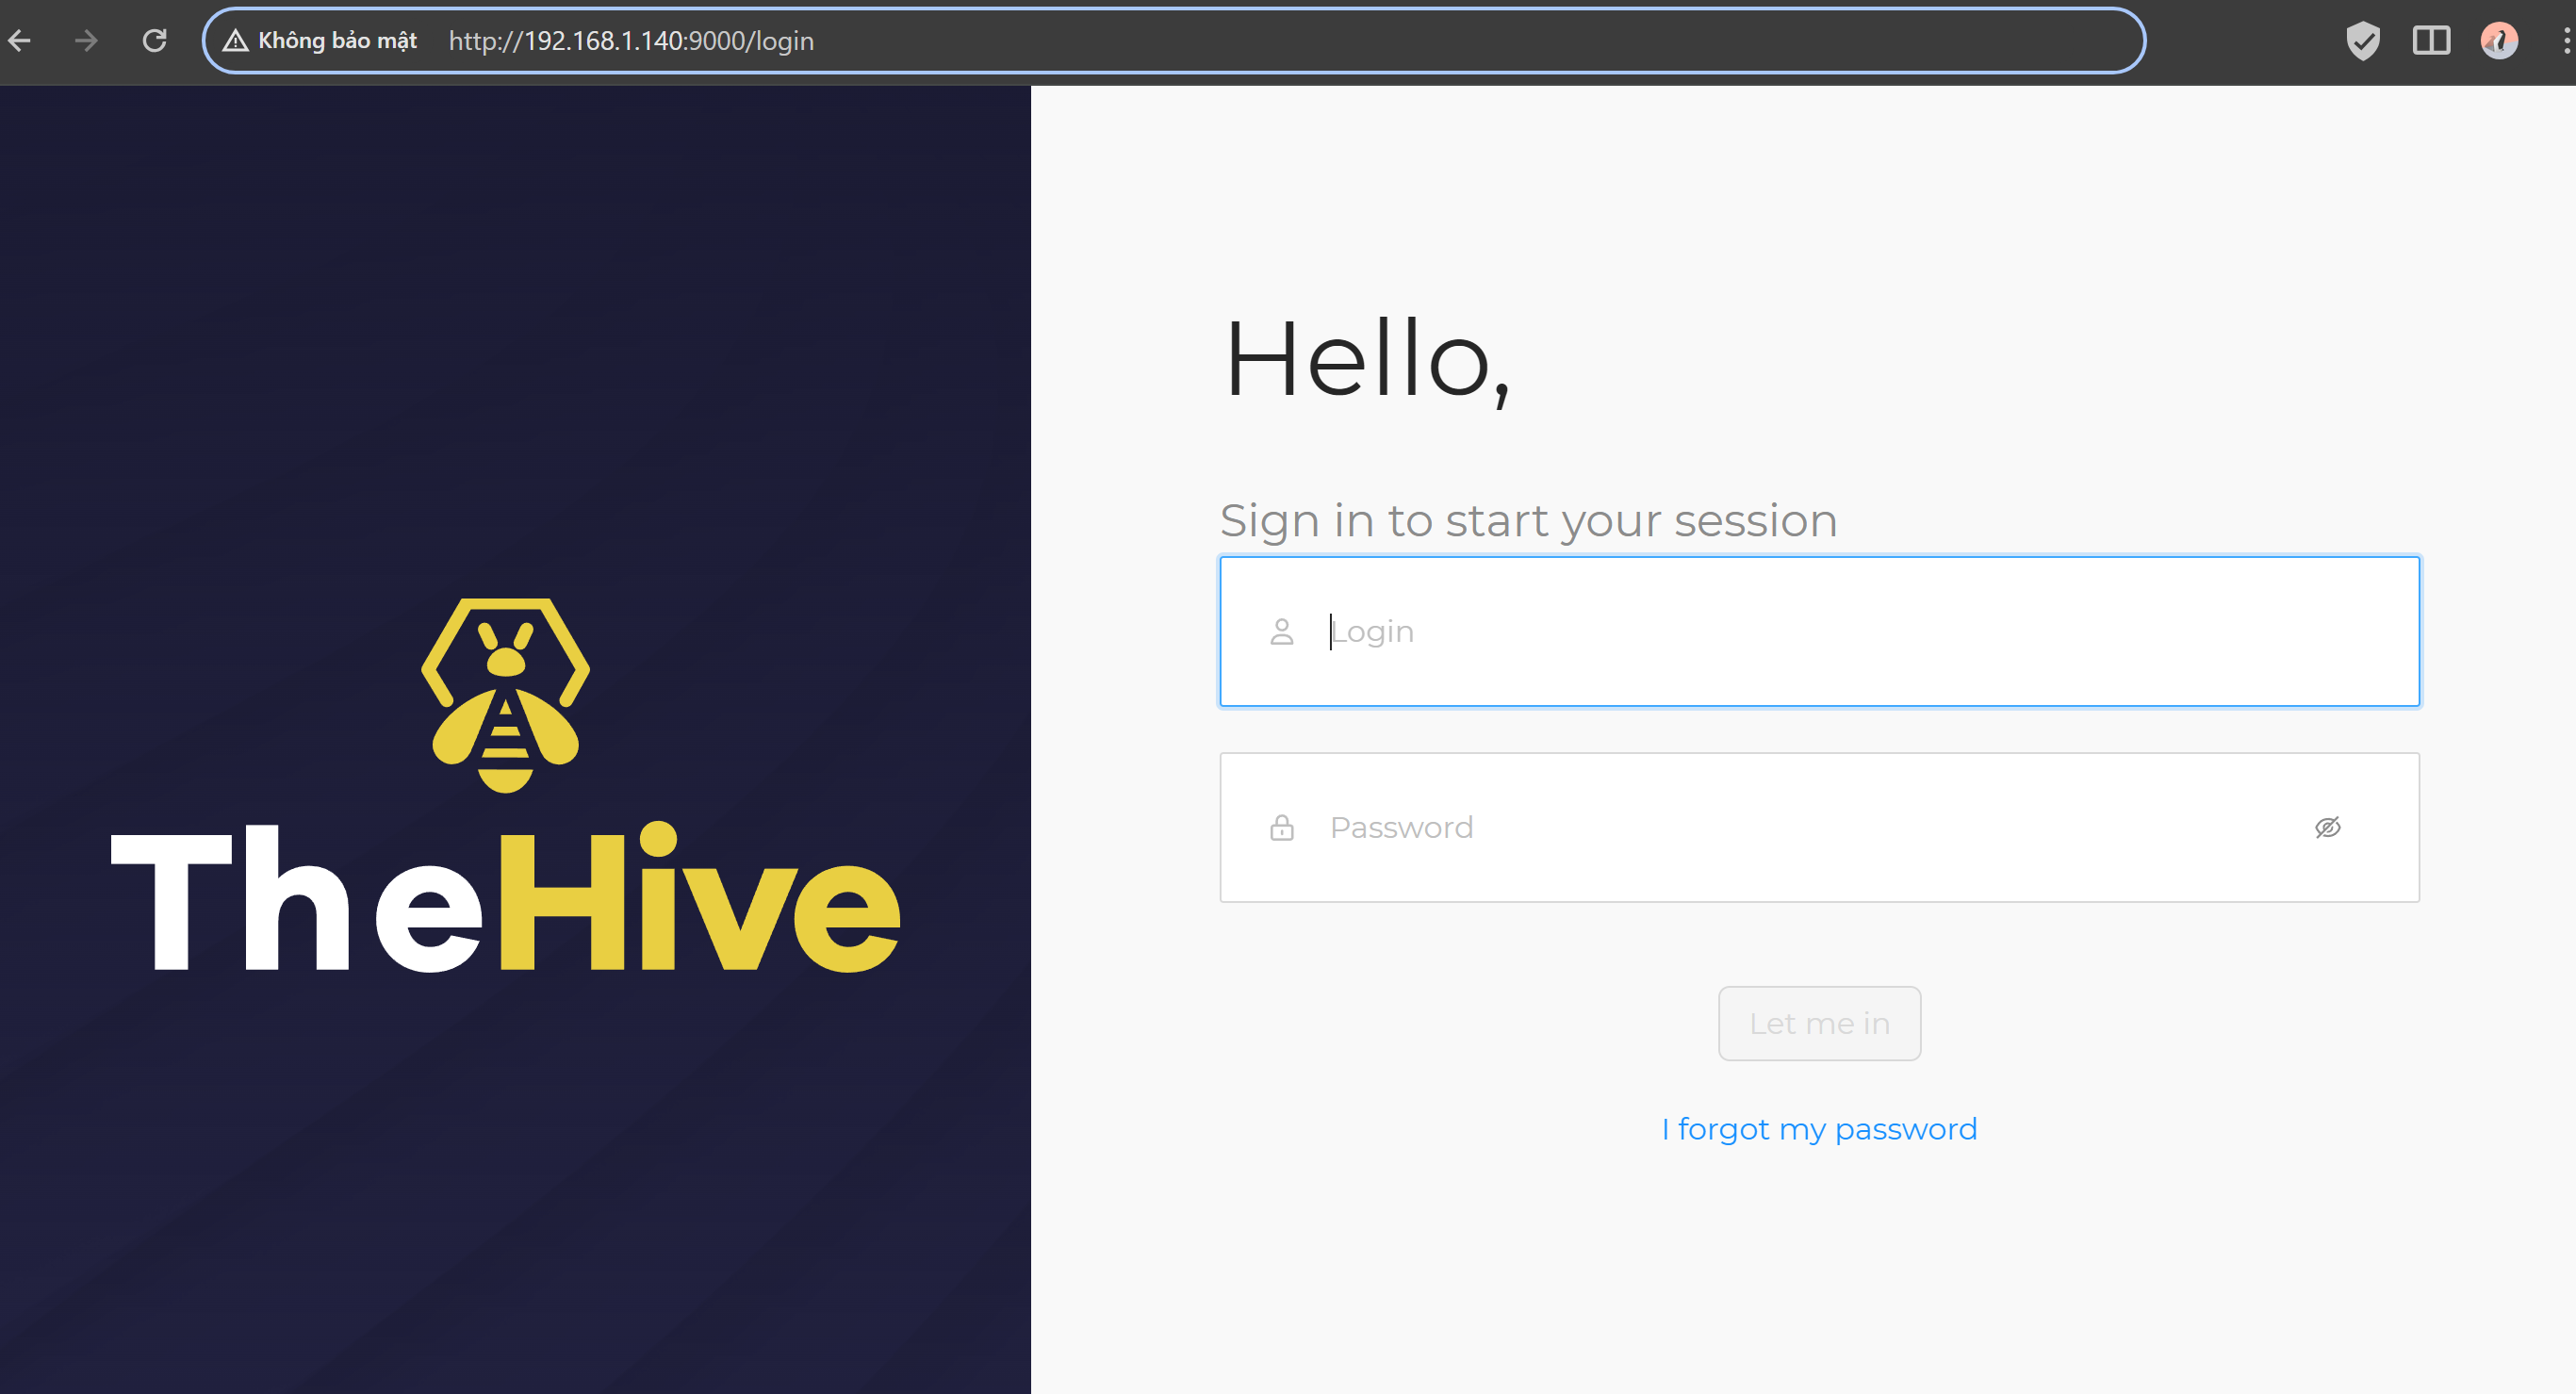 Không bảo mật http://192.168.1.140:9000/login
TheHive
Hello,
Sign in to start your session
Login
Password
Let me in
I forgot my password